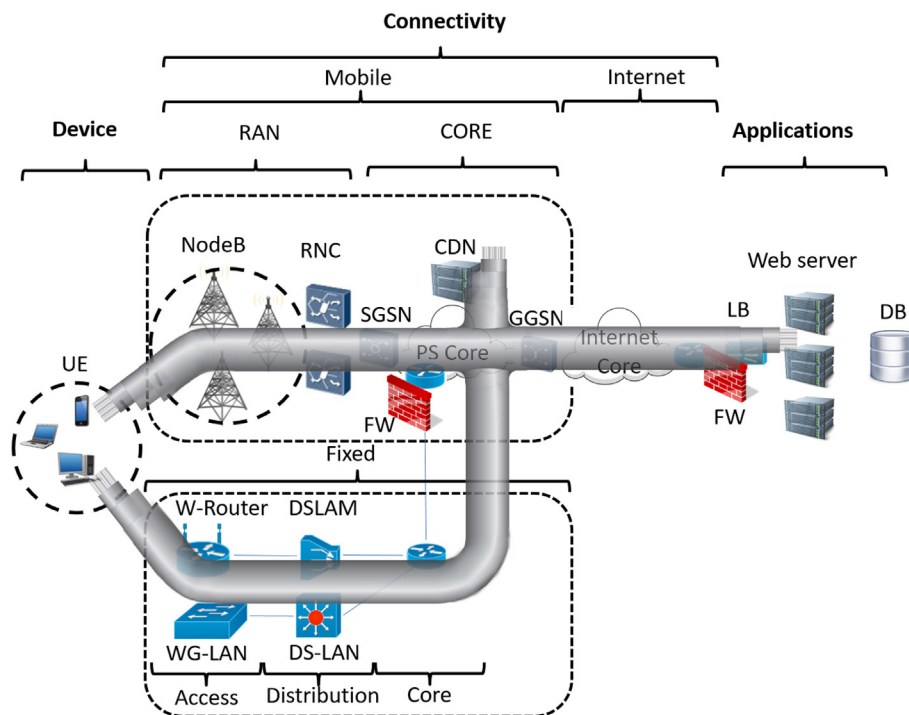 Connectivity
Mobile
Internet
Device
RAN
CORE
Applications
NodeB
RNC
CDN
Web server
SGSN
GGSN
LB
DB
PS Core
Internet
Core
UE
FW
FW
Fixed
W-Router
DSLAM
WG-LAN
DS-LAN
Access
Distribution
Core